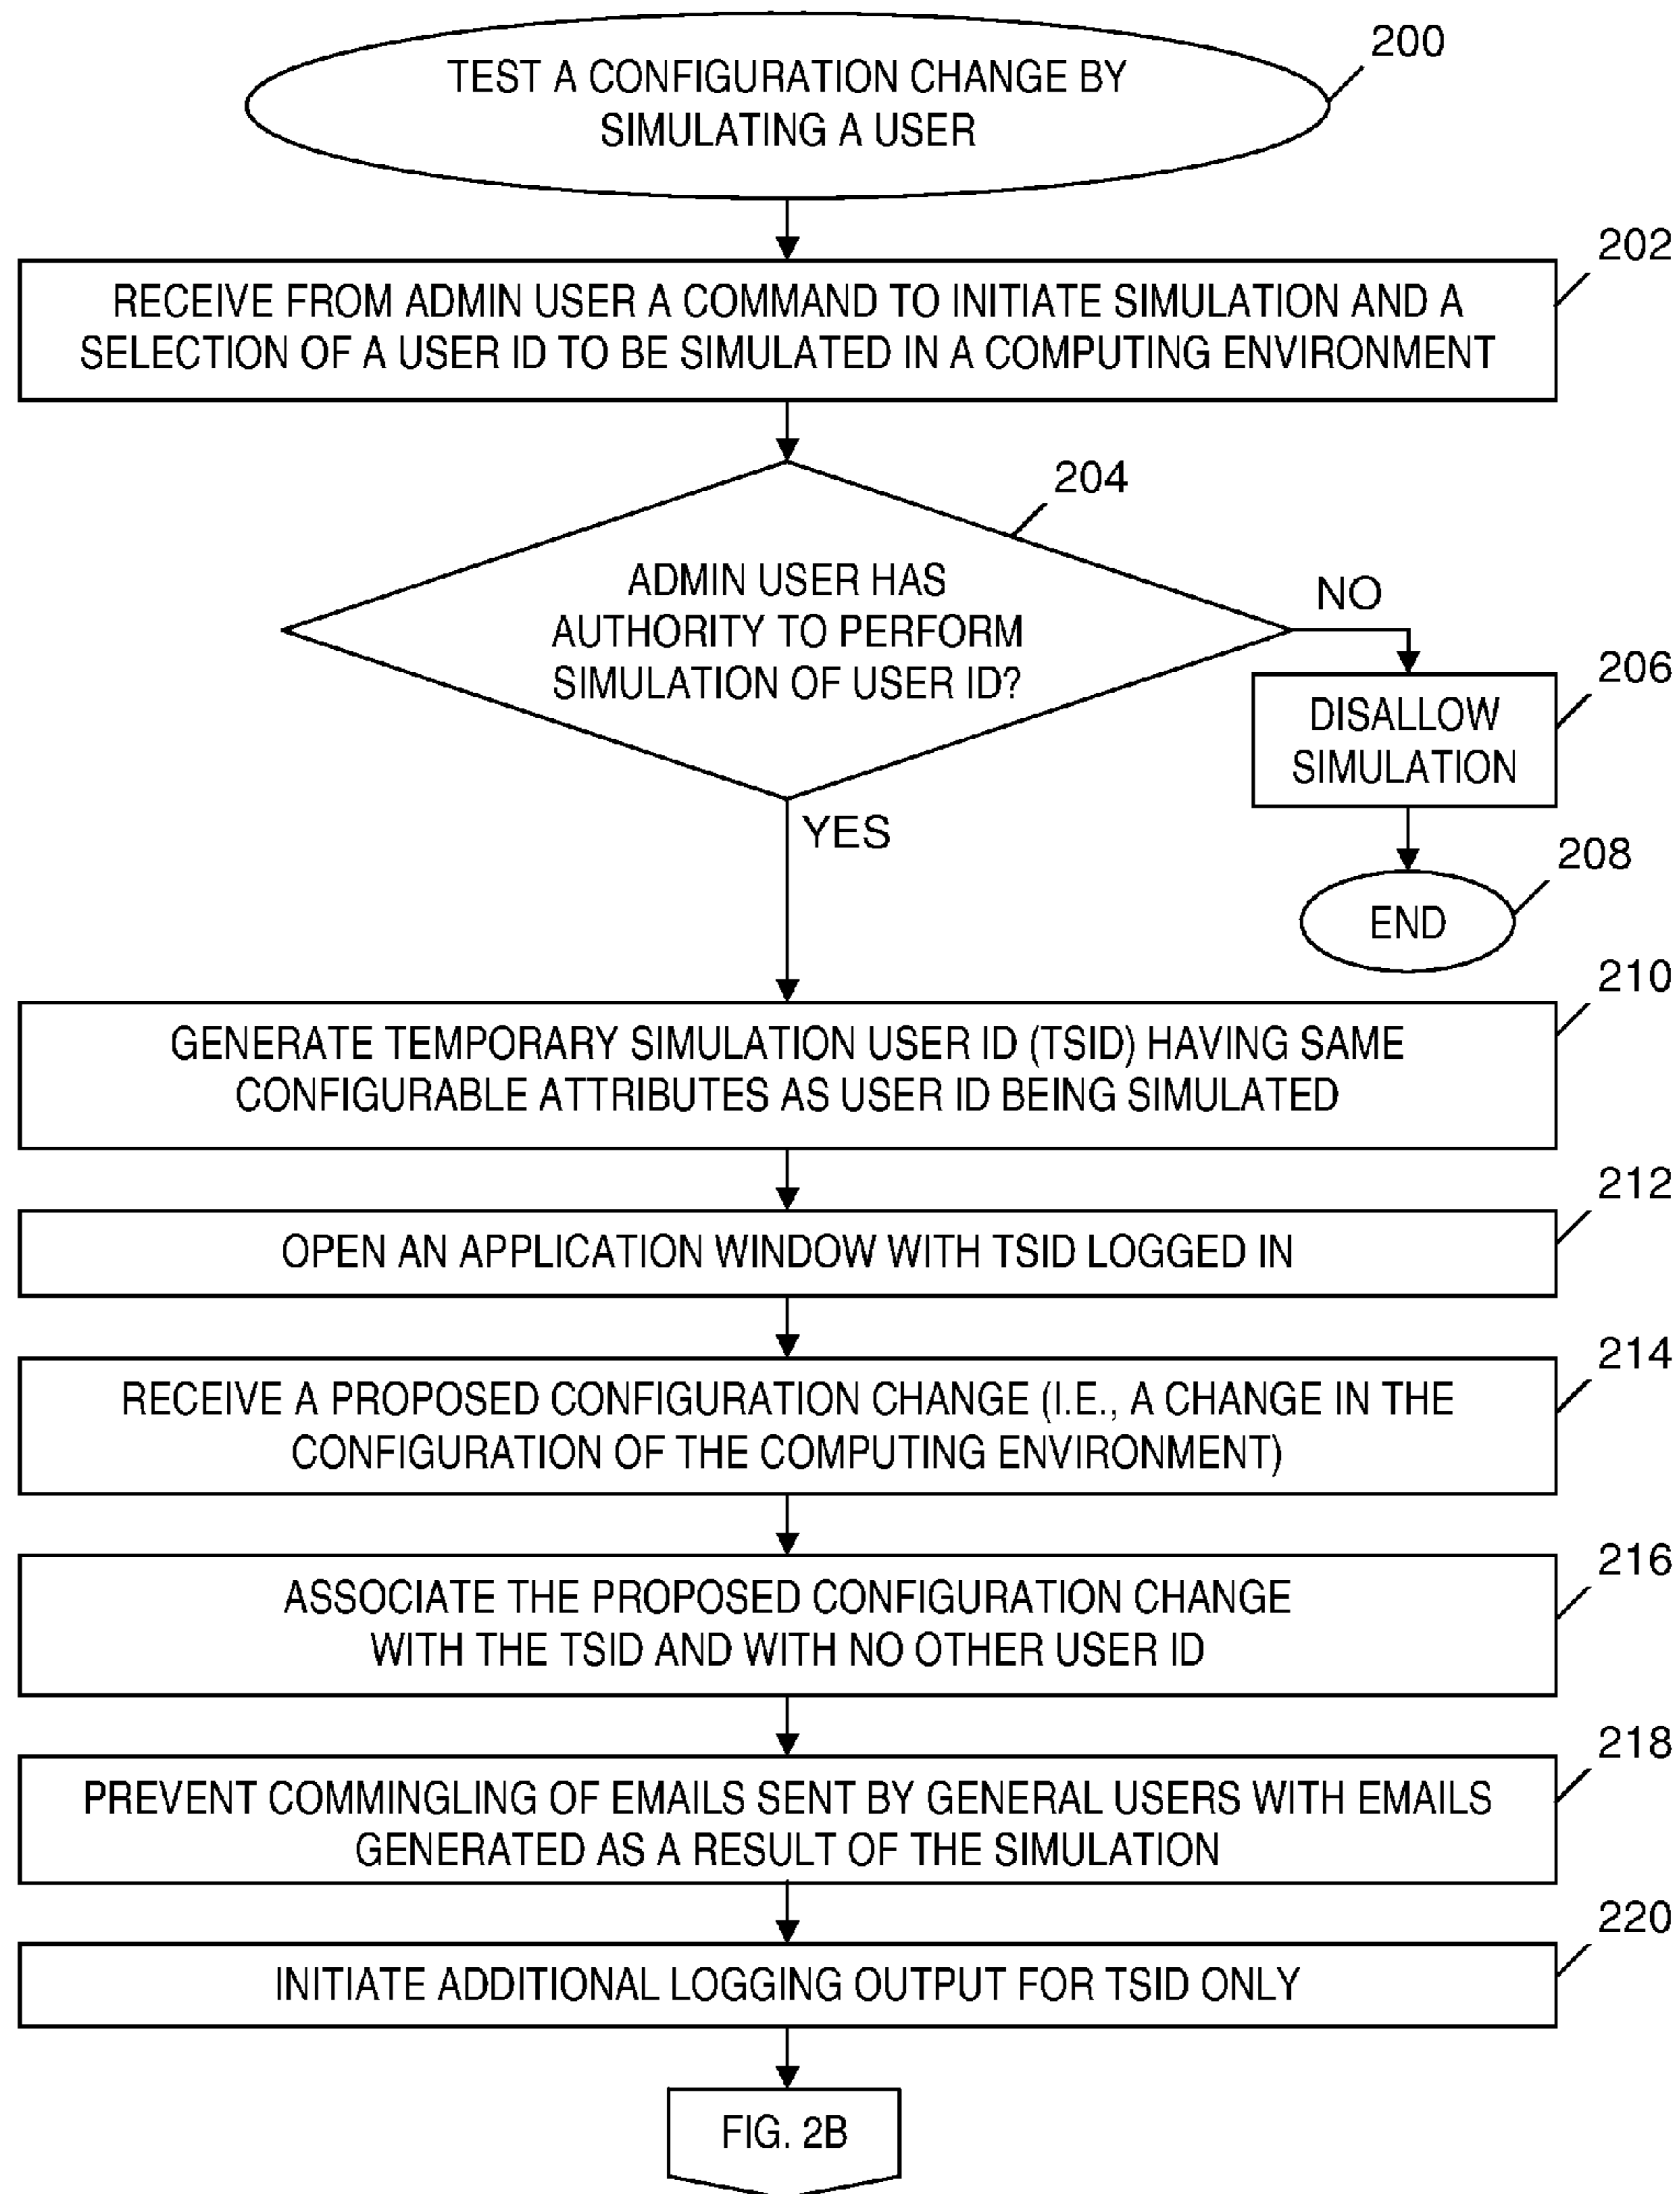 200
TEST A CONFIGURATION CHANGE BY
SIMULATING A USER
202
RECEIVE FROM ADMIN USER A COMMAND TO INITIATE SIMULATION AND A
SELECTION OF A USER ID TO BE SIMULATED IN A COMPUTING ENVIRONMENT
204
ADMIN USER HAS
AUTHORITY TO PERFORM
SIMULATION OF USER ID?
NO
206
DISALLOW
SIMULATION
YES
208
END
210
GENERATE TEMPORARY SIMULATION USER ID (TSID) HAVING SAME
CONFIGURABLE ATTRIBUTES AS USER ID BEING SIMULATED
212
OPEN AN APPLICATION WINDOW WITH TSID LOGGED IN
214
RECEIVE A PROPOSED CONFIGURATION CHANGE (I.E., A CHANGE IN THE
CONFIGURATION OF THE COMPUTING ENVIRONMENT)
216
ASSOCIATE THE PROPOSED CONFIGURATION CHANGE
WITH THE TSID AND WITH NO OTHER USER ID
218
PREVENT COMMINGLING OF EMAILS SENT BY GENERAL USERS WITH EMAILS
GENERATED AS A RESULT OF THE SIMULATION
220
INITIATE ADDITIONAL LOGGING OUTPUT FOR TSID ONLY
FIG. 2B